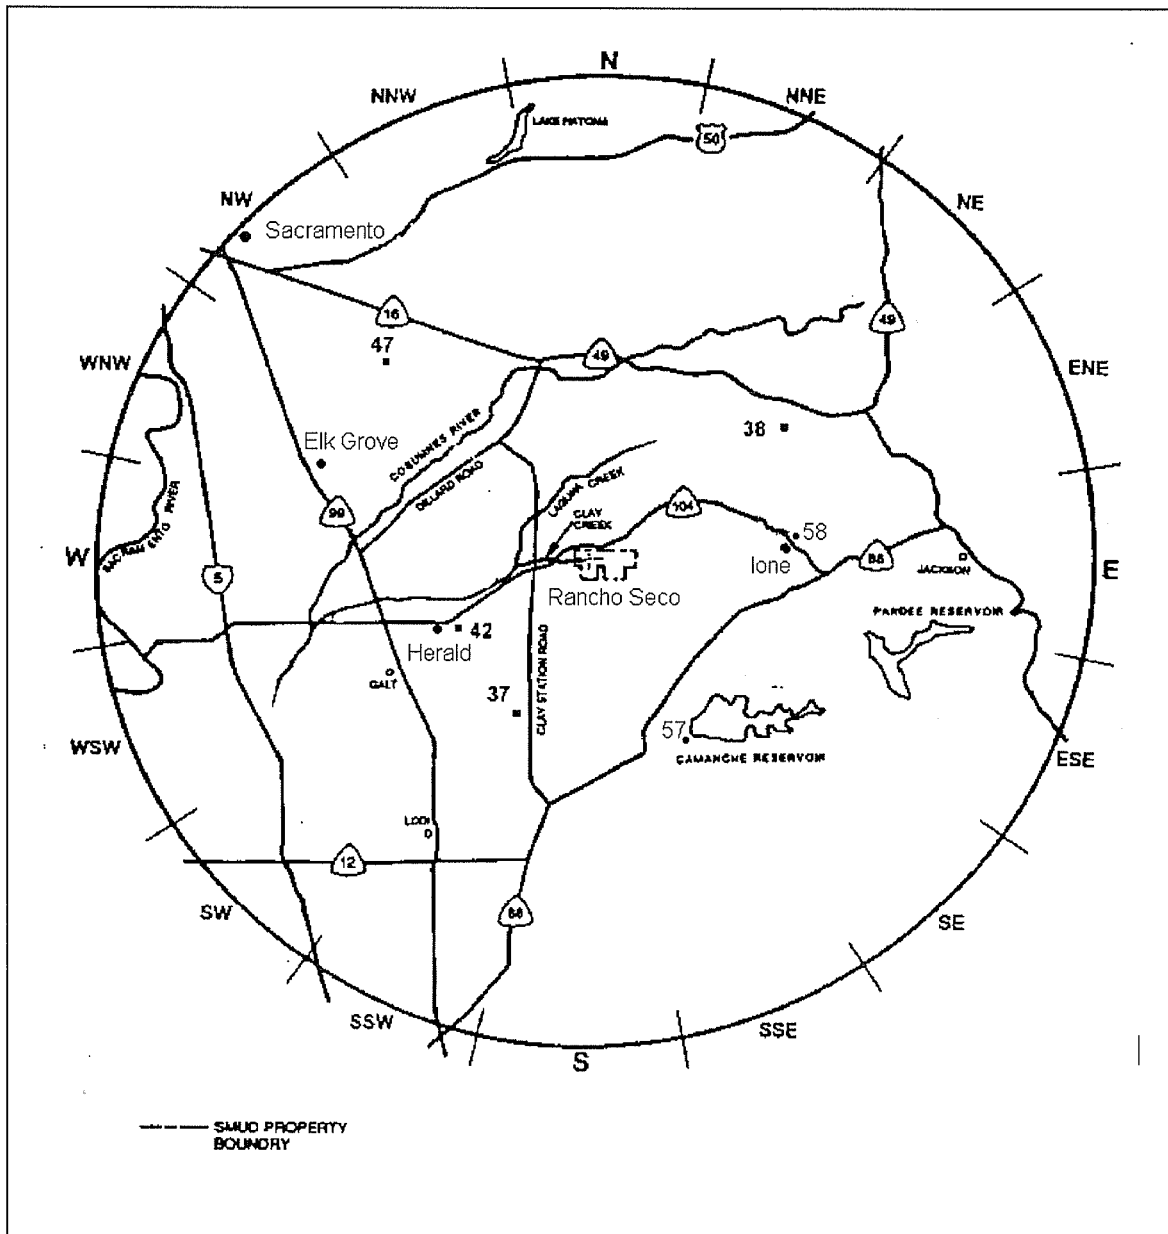 N
NNW
NNE
LAKE NATOMA
50
NW
NE
Sacramento
16
49
49
47
WNW
ENE
COSUMNES RIVER
38
Elk Grove
DILLARD ROAD
LAGUNA CREEK
99
104
CLAY
CREEK
58
SACRAMENTO RIVER
W
Ione
88
E
5
JACKSON
Rancho Seco
PARDEE RESERVOIR
42
Herald
CLAY STATION ROAD
GALT
37
57
WSW
CAMANCHE RESERVOIR
ESE
LODI
12
SW
88
SE
SSW
SSE
S
SMUD PROPERTY
BOUNDRY